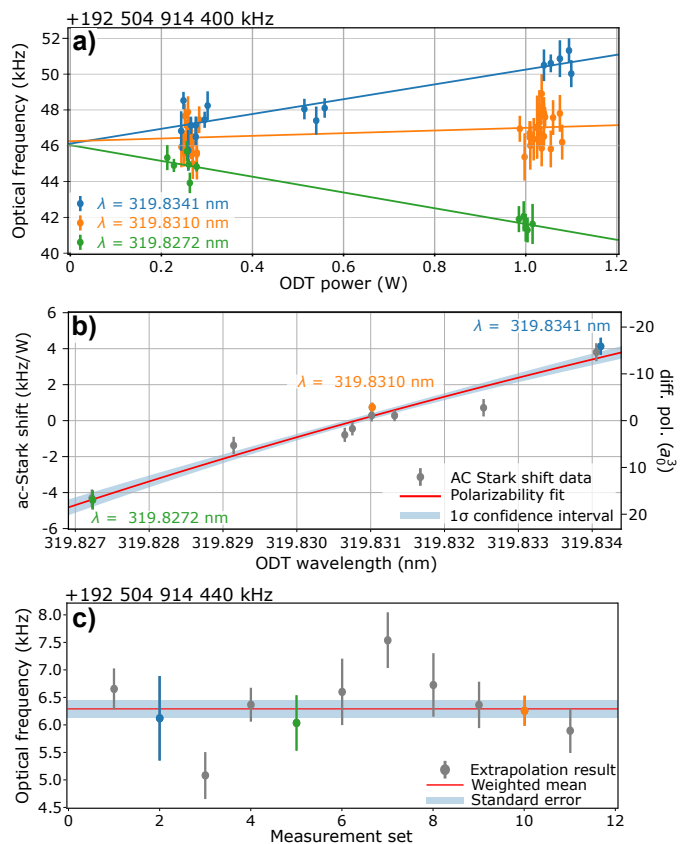 +192 504 914 400 kHz
a)
Optical frequency (kHz)
52
50
48
46
44
42
40
λ = 319.8341 nm
λ = 319.8310 nm
λ = 319.8272 nm
0 0.2 0.4 0.6 0.8 1.0 1.2
ODT power (W)
b)
ac-Stark shift (kHz/W)
6
4
2
0
-2
-4
-6
λ = 319.8341 nm
λ = 319.8310 nm
λ = 319.8272 nm
-20
-10
0
10
20
diff. pol. (a₀³)
AC Stark shift data
Polarizability fit
1σ confidence interval
319.827 319.828 319.829 319.830 319.831 319.832 319.833 319.834
ODT wavelength (nm)
+192 504 914 440 kHz
c)
Optical frequency (kHz)
8.0
7.5
7.0
6.5
6.0
5.5
5.0
4.5
Extrapolation result
Weighted mean
Standard error
0 2 4 6 8 10 12
Measurement set